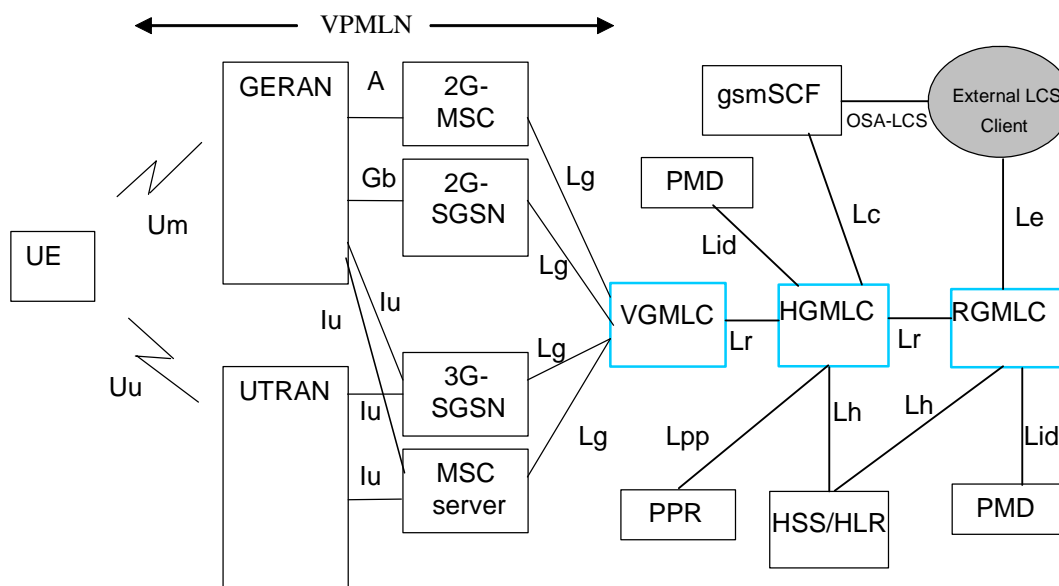 VPMLN
GERAN
A
2G-
MSC
gsmSCF
OSA-LCS
External LCS
Client
Gb
2G-
SGSN
Lg
PMD
Lc
Le
Um
UE
Lid
Lg
Iu
Iu
VGMLC
Lr
HGMLC
Lr
RGMLC
Uu
UTRAN
Iu
3G-
SGSN
Lg
Lg
Iu
MSC
server
Lpp
Lh
Lh
Lid
PPR
HSS/HLR
PMD